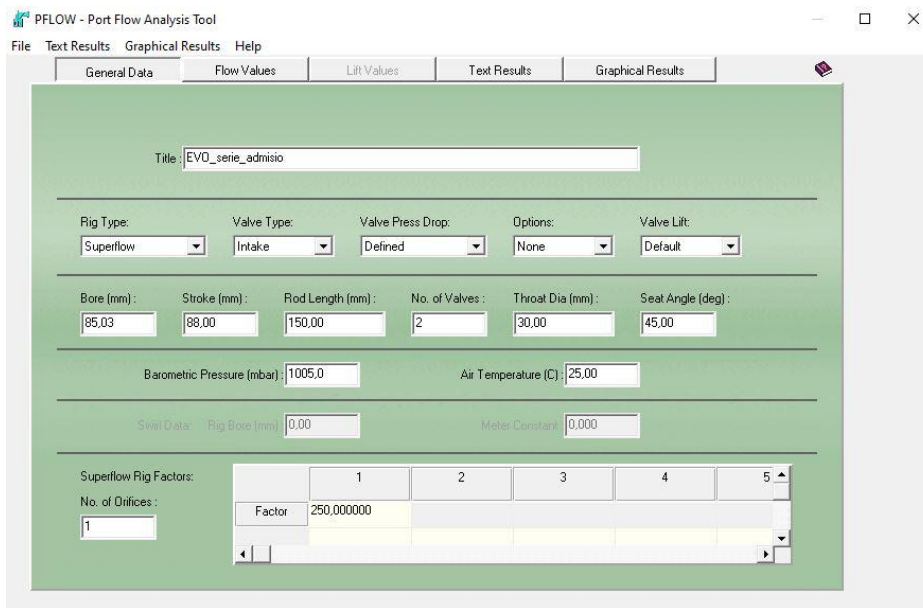 PFLOW - Port Flow Analysis Tool
File Text Results Graphical Results Help
General Data Flow Values Lift Values Text Results Graphical Results
Title : EVO_serie_admisio
Rig Type: Valve Type: Valve Press Drop: Options: Valve Lift:
Superflow Intake Defined None Default
Bore (mm) : Stroke (mm) : Rod Length (mm) : No. of Valves : Throat Dia (mm) : Seat Angle (deg) :
85,03 88,00 150,00 2 30,00 45,00
Barometric Pressure (mbar) : 1005,0 Air Temperature (C) : 25,00
Swirl Data: Rig Bore (mm) 0,00 Meter Constant 0,000
Superflow Rig Factors:
1 2 3 4 5
No. of Orifices :
Factor 250,000000
1